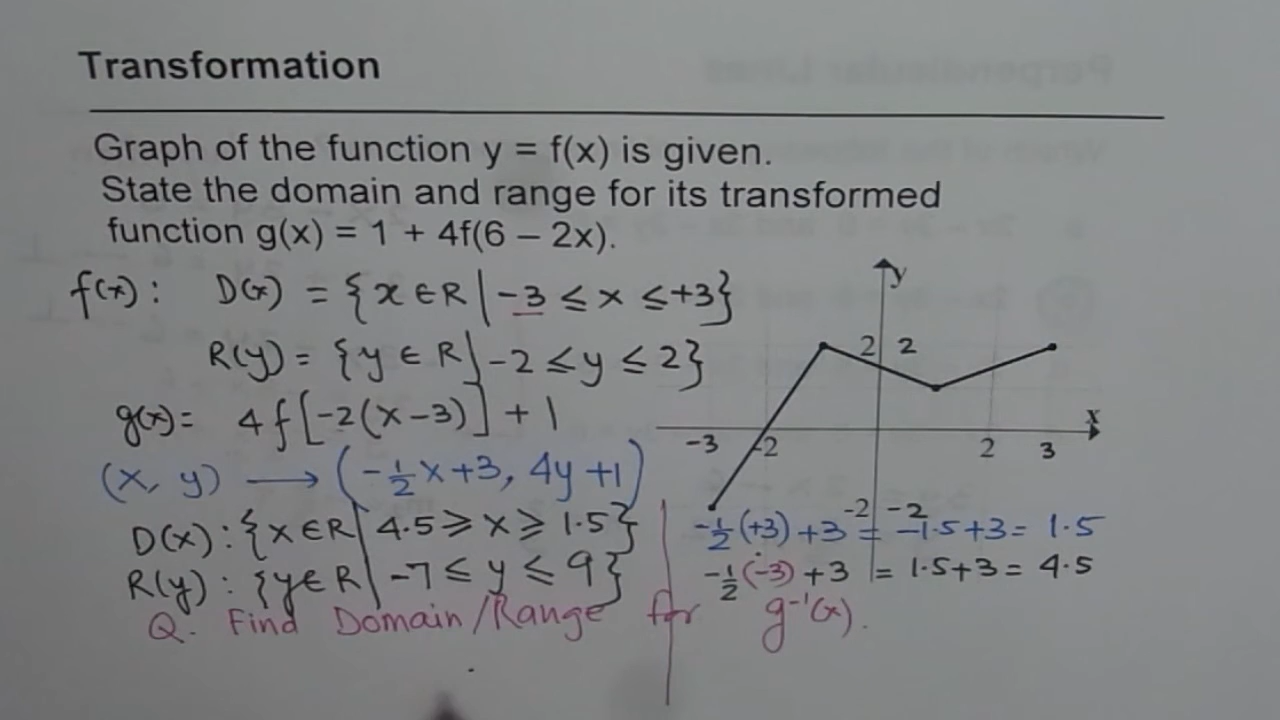 Transformation
Graph of the function y = f(x) is given.
State the domain and range for its transformed
function g(x) = 1 + 4f(6 – 2x).
f(x) : D(x) = {x ∈ R | -3 ≤ x ≤ +3}
R(y) = {y ∈ R | -2 ≤ y ≤ 2}
g(x) = 4f[-2(x-3)] + 1
(x, y) → (-1/2 x+3, 4y+1)
D(x) : {x ∈ R | 4.5 ≥ x ≥ 1.5}
R(y) : {y ∈ R | -7 ≤ y ≤ 9}
Q. Find Domain/Range for g⁻¹(x).
y
2 2
x
-3 -2 2 3
-2 -2
-1/2 (+3) + 3 = -1.5+3 = 1.5
-1/2 (-3) + 3 = 1.5+3 = 4.5